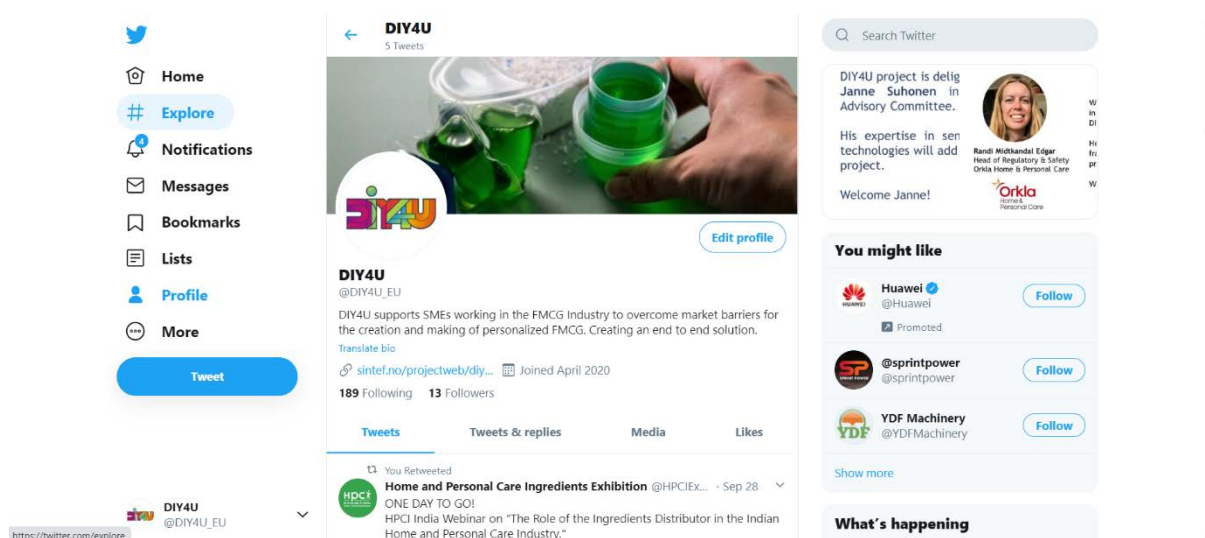 DIY4U
5 Tweets
Home
Explore
4
Notifications
Messages
Bookmarks
Lists
Profile
More
Tweet
DIY4U
@DIY4U_EU
https://twitter.com/explore
DIY4U
Edit profile
DIY4U
@DIY4U_EU
DIY4U supports SMEs working in the FMCG Industry to overcome market barriers for
the creation and making of personalized FMCG. Creating an end to end solution.
Translate bio
sintef.no/projectweb/diy... Joined April 2020
189 Following 13 Followers
Tweets Tweets & replies Media Likes
You Retweeted
HPCI
Home and Personal Care Ingredients Exhibition @HPCIEx... · Sep 28
ONE DAY TO GO!
HPCI India Webinar on "The Role of the Ingredients Distributor in the Indian
Home and Personal Care Industry."
Search Twitter
DIY4U project is delig
Janne Suhonen in
Advisory Committee.
His expertise in sen
technologies will add
project.
Welcome Janne!
Randi Midtkandal Edgar
Head of Regulatory & Safety
Orkla Home & Personal Care
Orkla
Home &
Personal Care
You might like
HUAWEI
Huawei
@Huawei
Promoted
Follow
SP
SPRINT POWER
@sprintpower
@sprintpower
Follow
YDF
YDF Machinery
@YDFMachinery
Follow
Show more
What's happening